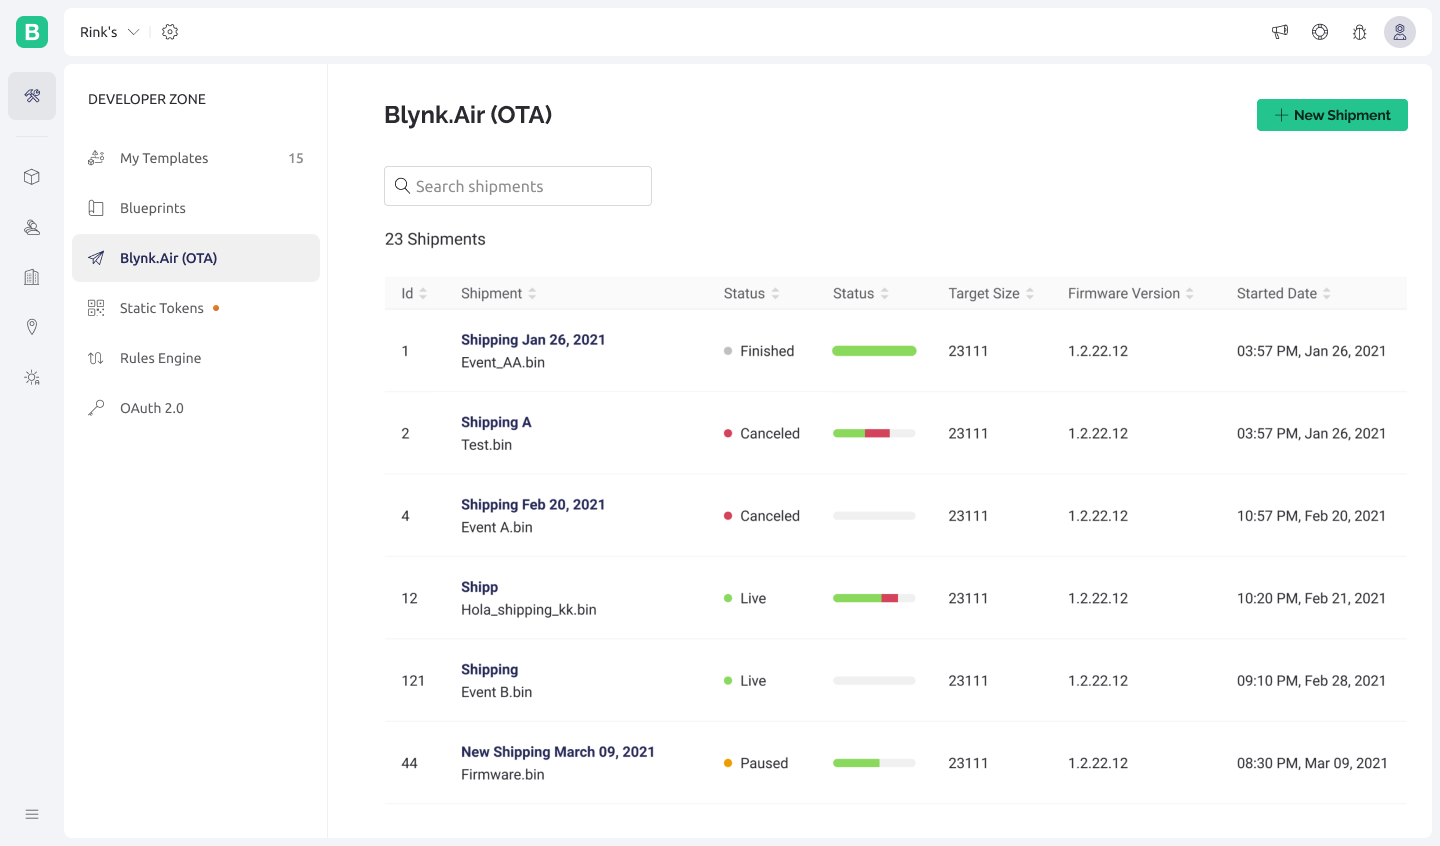 B
Rink's
DEVELOPER ZONE
My Templates 15
Blueprints
Blynk.Air (OTA)
Static Tokens
Rules Engine
OAuth 2.0
Blynk.Air (OTA)
New Shipment
Search shipments
23 Shipments
Id Shipment Status Status Target Size Firmware Version Started Date
1 Shipping Jan 26, 2021 Finished 23111 1.2.22.12 03:57 PM, Jan 26, 2021
Event_AA.bin
2 Shipping A Canceled 23111 1.2.22.12 03:57 PM, Jan 26, 2021
Test.bin
4 Shipping Feb 20, 2021 Canceled 23111 1.2.22.12 10:57 PM, Feb 20, 2021
Event A.bin
12 Shipp Live 23111 1.2.22.12 10:20 PM, Feb 21, 2021
Hola_shipping_kk.bin
121 Shipping Live 23111 1.2.22.12 09:10 PM, Feb 28, 2021
Event B.bin
44 New Shipping March 09, 2021 Paused 23111 1.2.22.12 08:30 PM, Mar 09, 2021
Firmware.bin